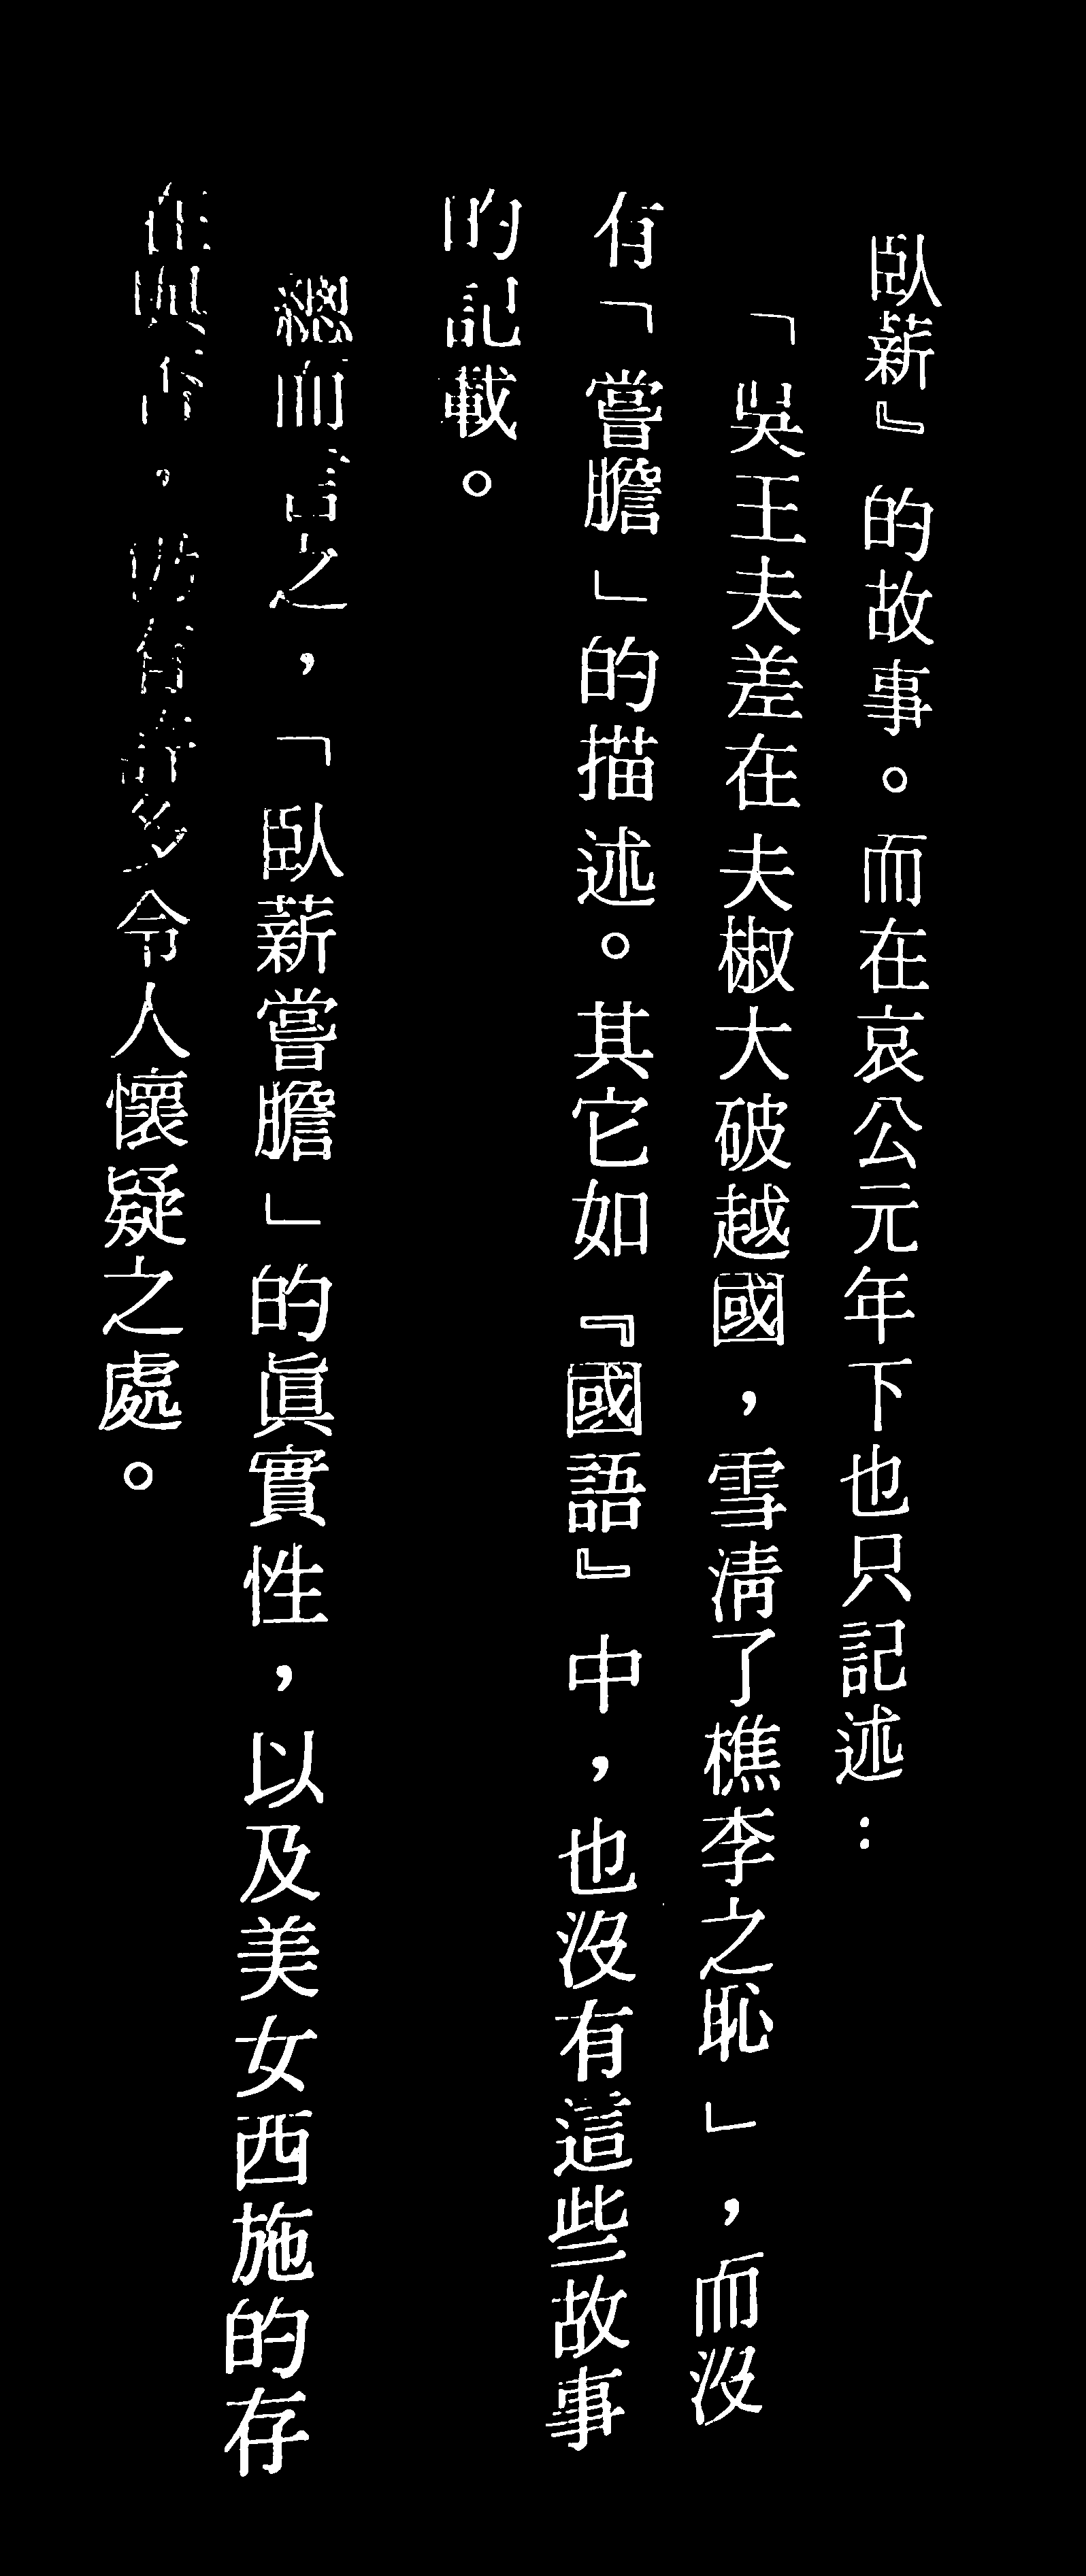 臥薪』的故事。而在哀公元年下也只記述：
「吳王夫差在夫椒大破越國，雪清了樵李之恥」，而沒
有「嘗膽」的描述。其它如『國語』中，也沒有這些故事
的記載。
總而言之，「臥薪嘗膽」的眞實性，以及美女西施的存
在與否，仍有許多令人懷疑之處。